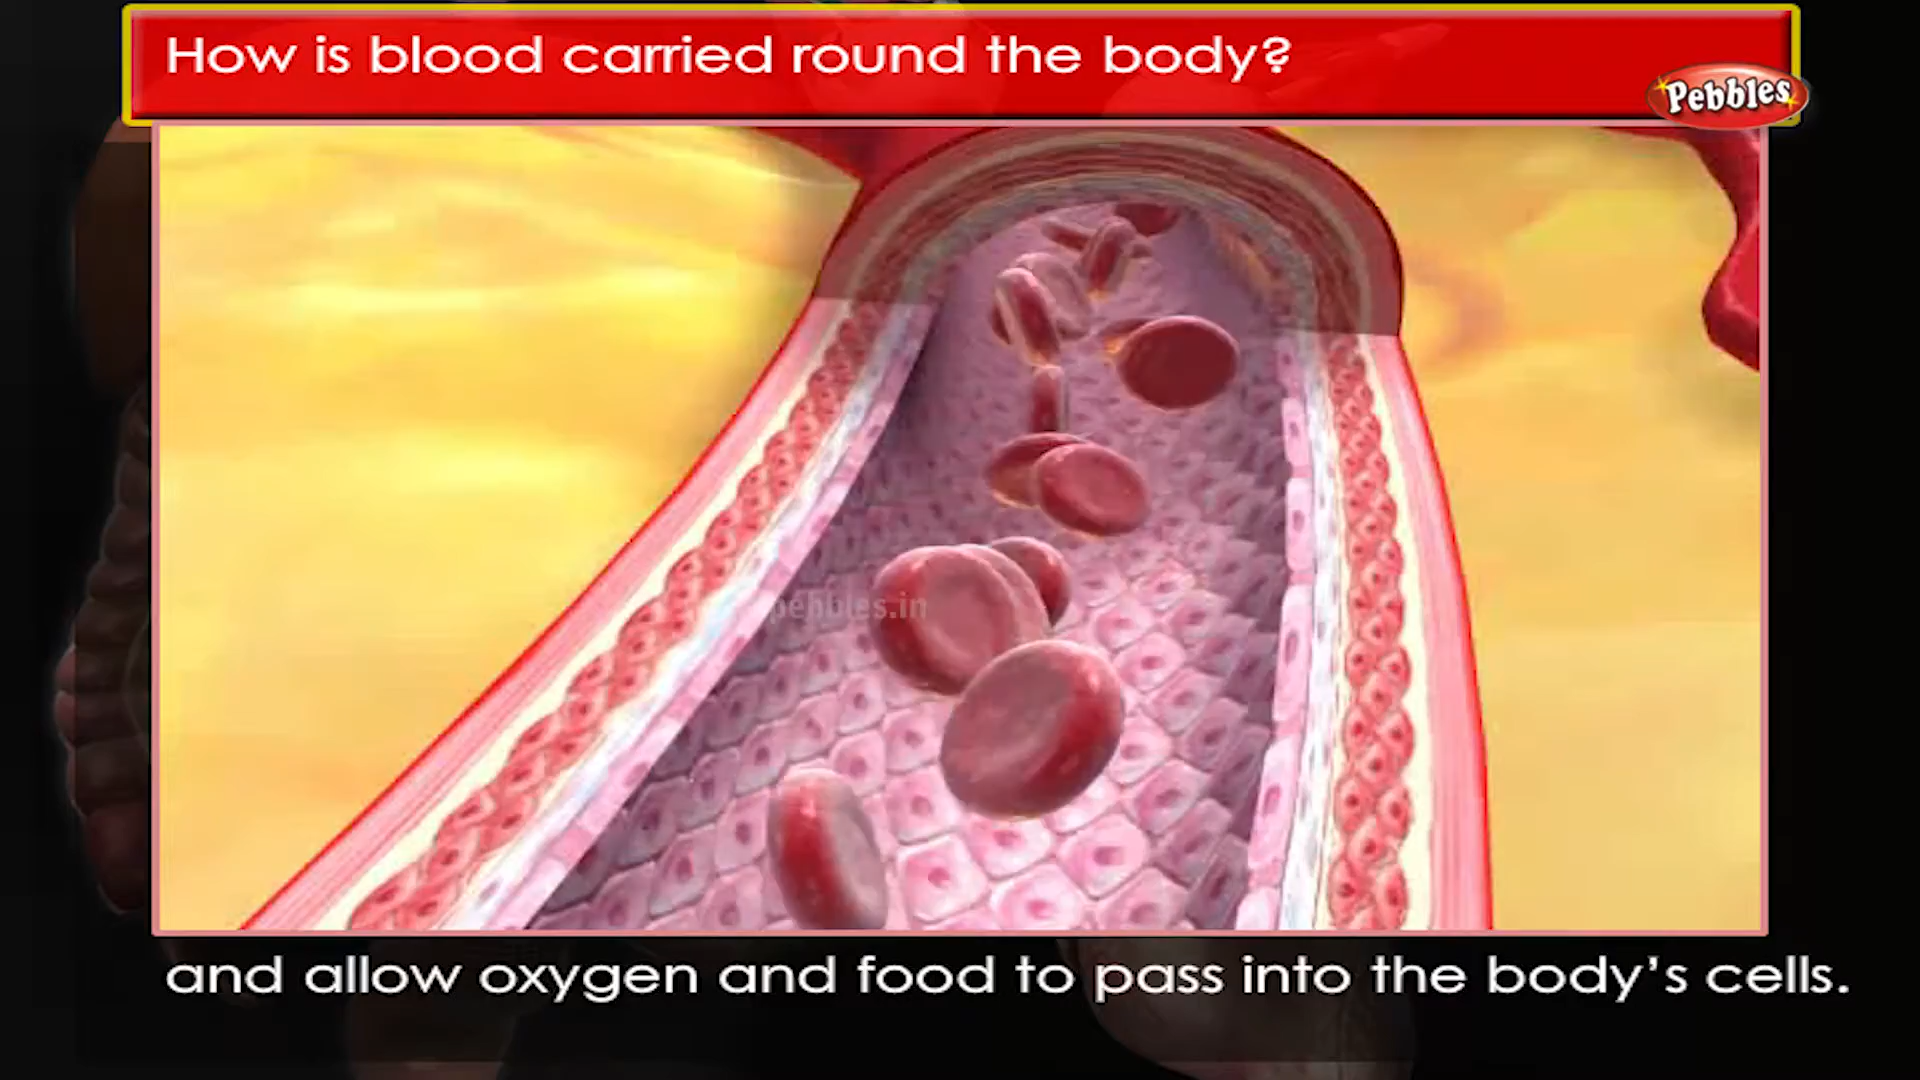 How is blood carried round the body?
Pebbles
pebbles.in
and allow oxygen and food to pass into the body's cells.